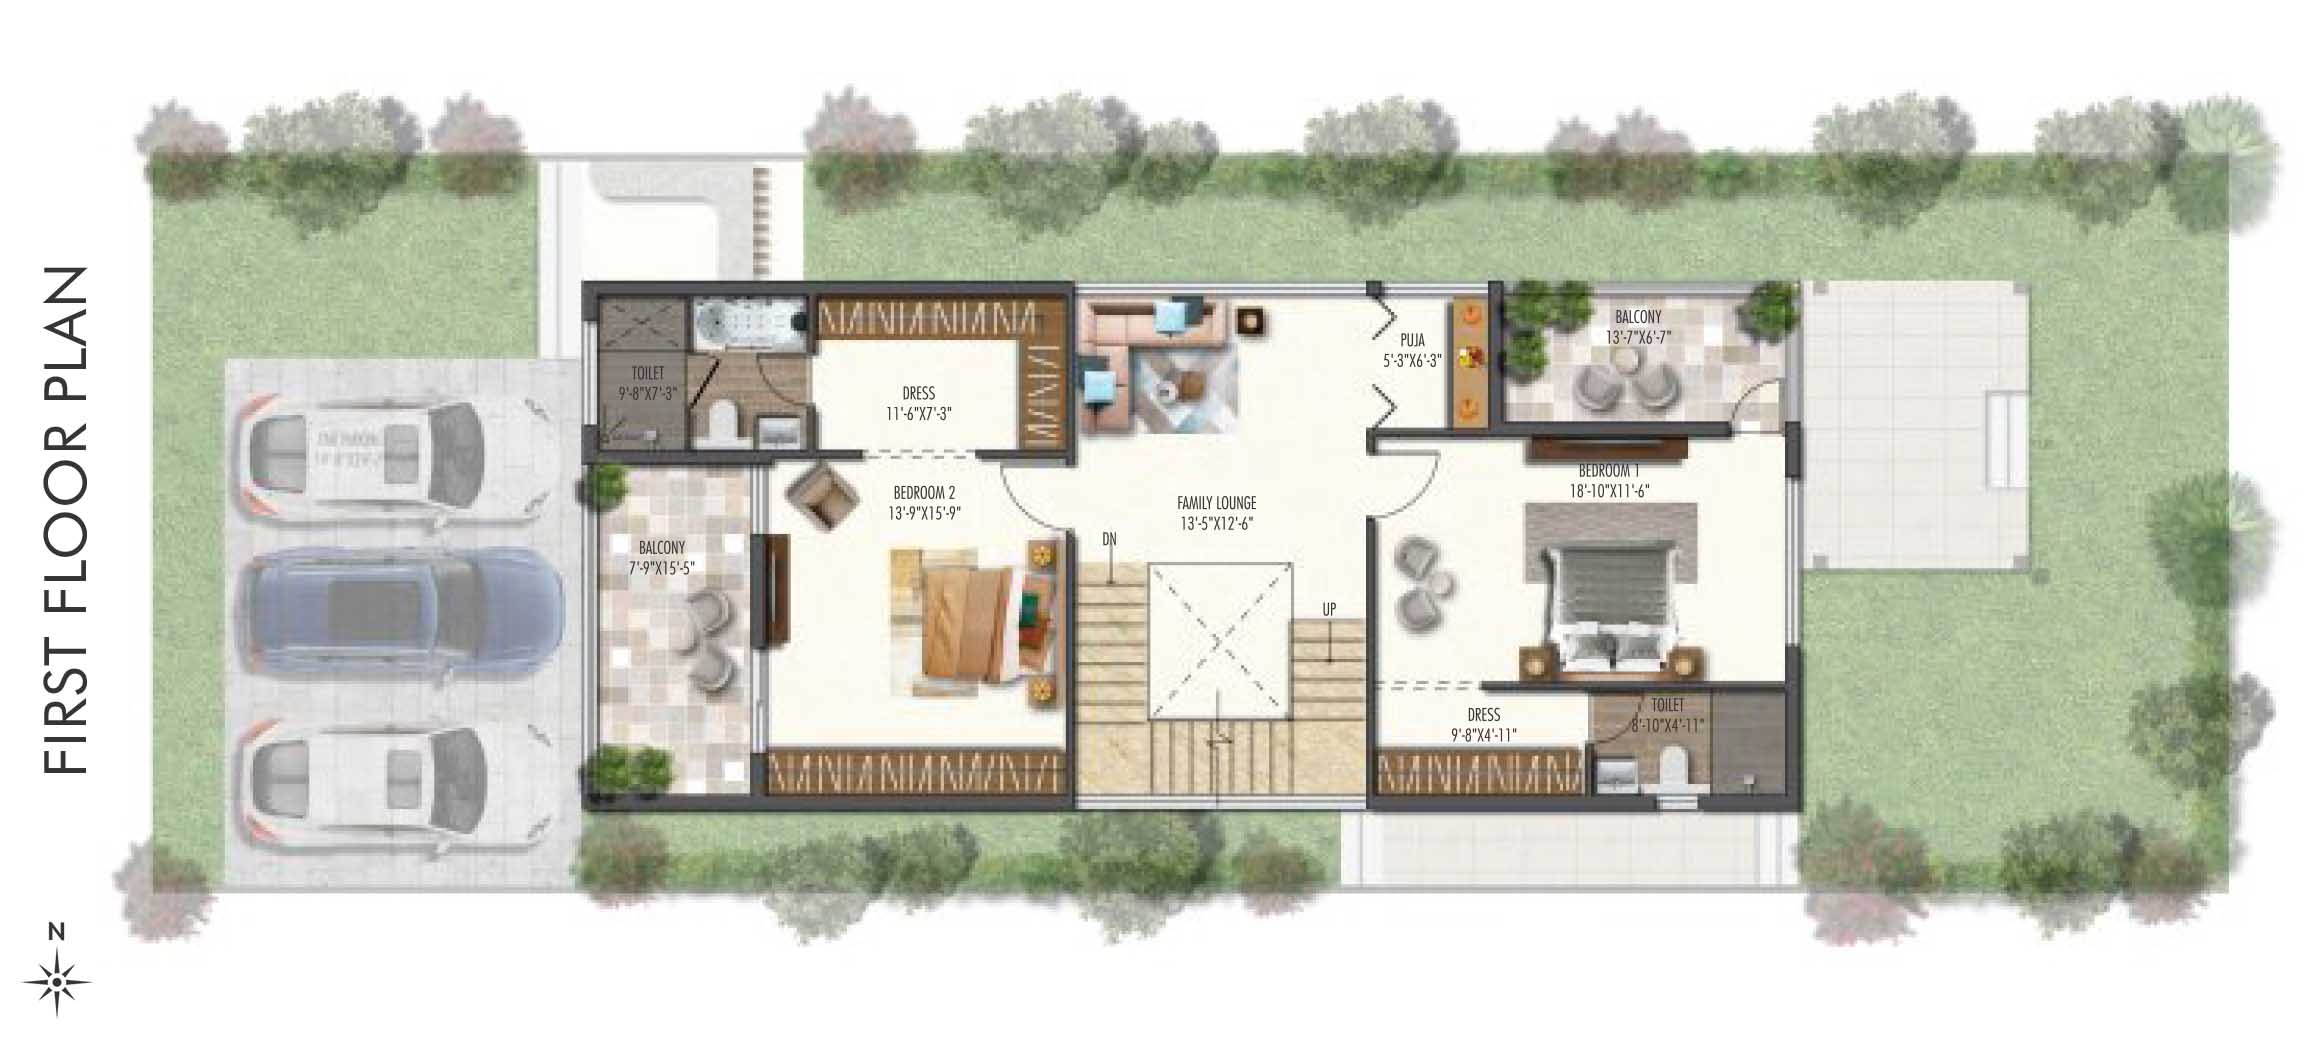 FIRST FLOOR PLAN
N
TOILET
9'-8"X7'-3"
DRESS
11'-6"X7'-3"
PUJA
5'-3"X6'-3"
BALCONY
13'-7"X6'-7"
BEDROOM 2
13'-9"X15'-9"
FAMILY LOUNGE
13'-5"X12'-6"
BEDROOM 1
18'-10"X11'-6"
BALCONY
7'-9"X15'-5"
DN
UP
DRESS
9'-8"X4'-11"
TOILET
8'-10"X4'-11"